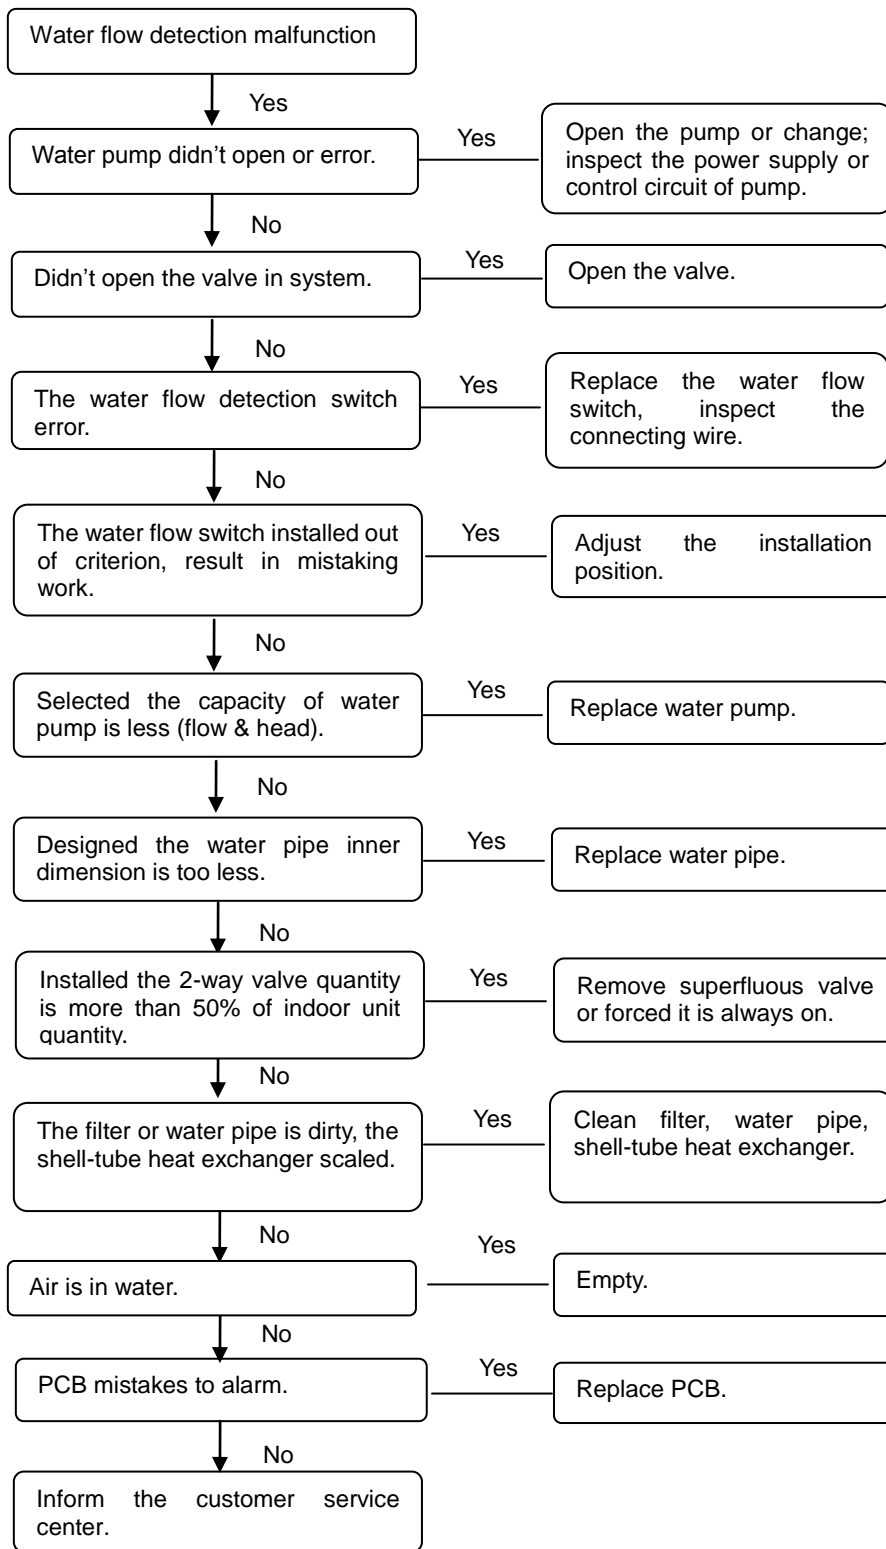 Water flow detection malfunction
Yes
Water pump didn't open or error.
Yes
Open the pump or change;
inspect the power supply or
control circuit of pump.
No
Didn't open the valve in system.
Yes
Open the valve.
No
The water flow detection switch
error.
Yes
Replace the water flow
switch, inspect the
connecting wire.
No
The water flow switch installed out
of criterion, result in mistaking
work.
Yes
Adjust the installation
position.
No
Selected the capacity of water
pump is less (flow & head).
Yes
Replace water pump.
No
Designed the water pipe inner
dimension is too less.
Yes
Replace water pipe.
No
Installed the 2-way valve quantity
is more than 50% of indoor unit
quantity.
Yes
Remove superfluous valve
or forced it is always on.
No
The filter or water pipe is dirty, the
shell-tube heat exchanger scaled.
Yes
Clean filter, water pipe,
shell-tube heat exchanger.
No
Air is in water.
Yes
Empty.
No
PCB mistakes to alarm.
Yes
Replace PCB.
No
Inform the customer service
center.